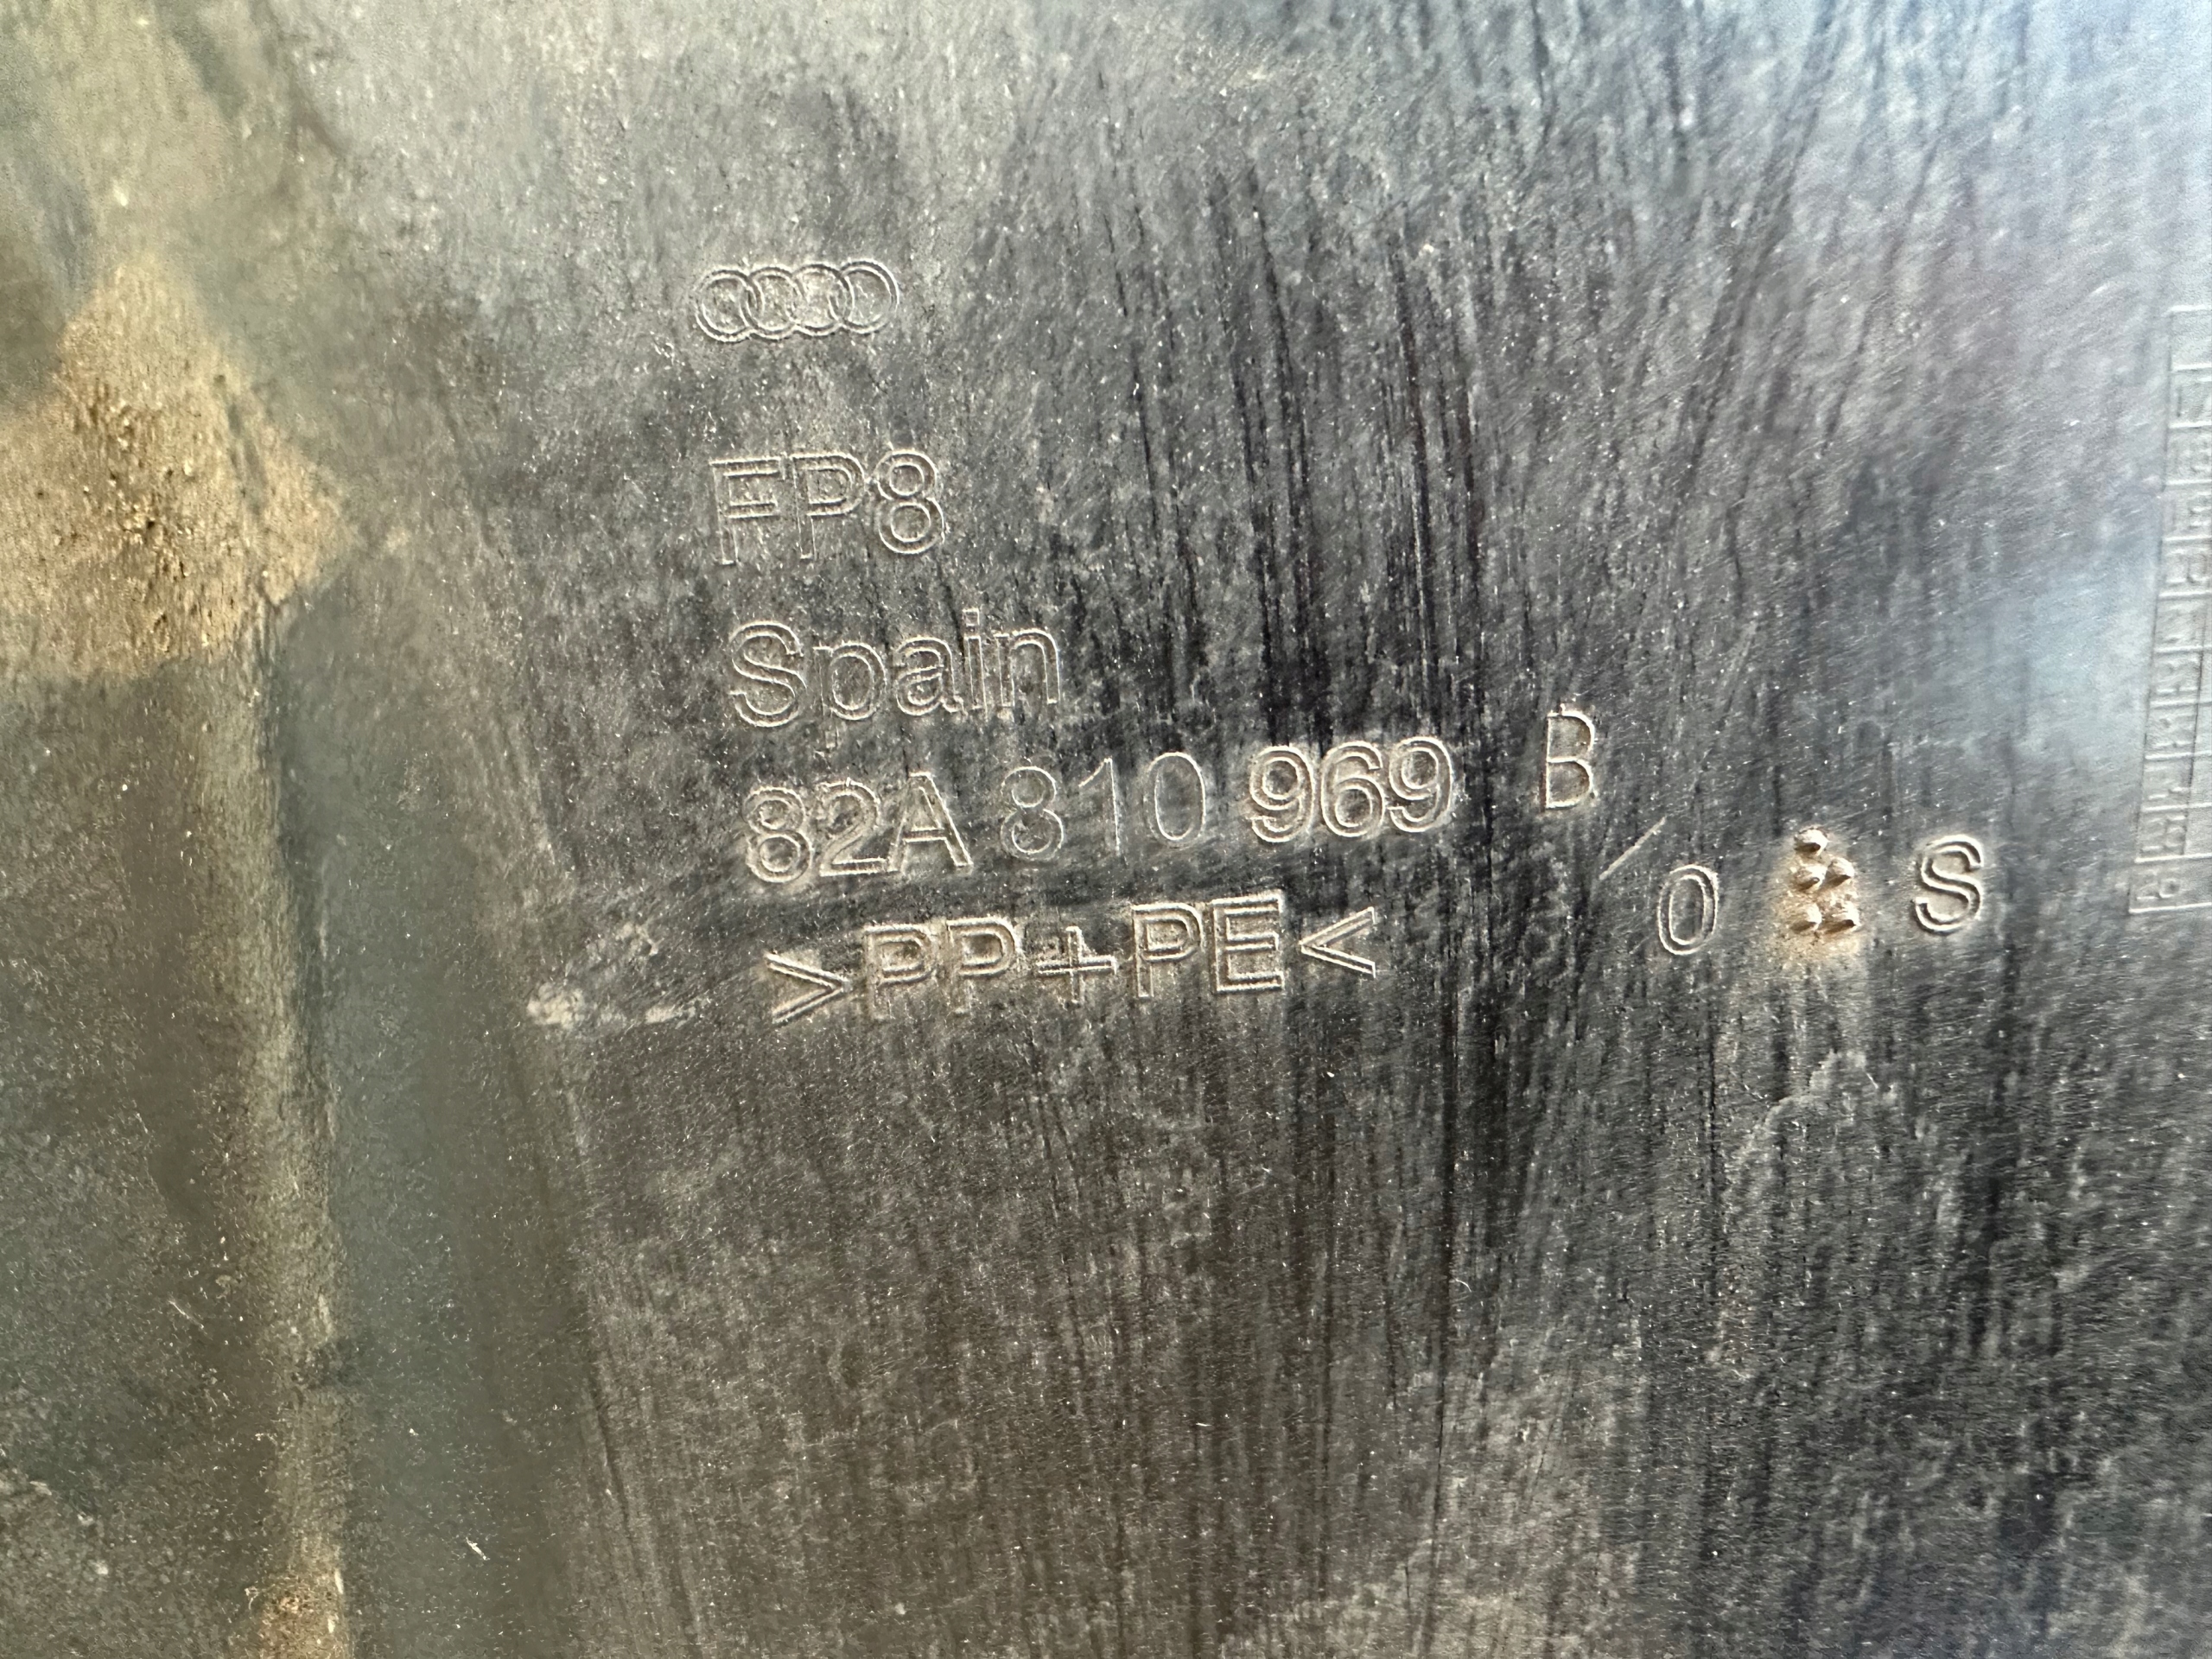 FP8
Spain
82A 810 969 B
0 S
>PP+PE<